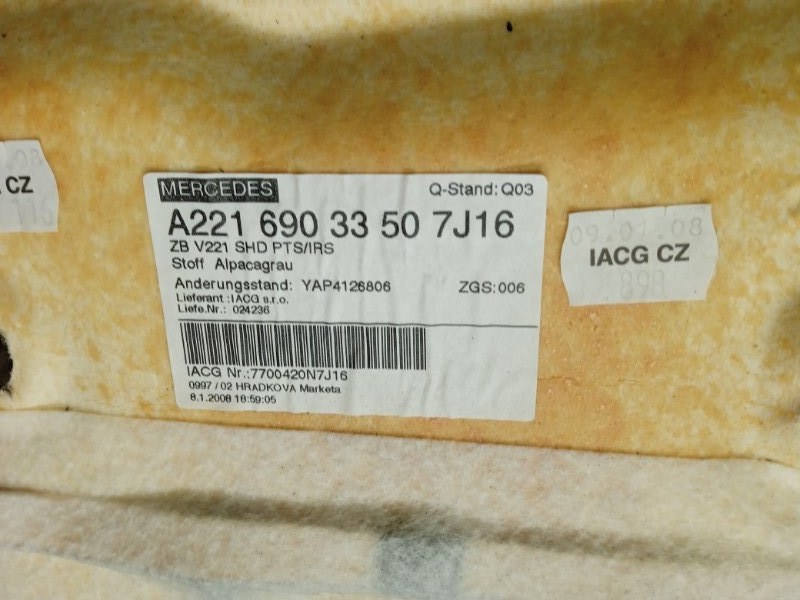 MERCEDES
Q-Stand: Q03
A221 690 33 50 7J16
ZB V221 SHD PTS/IRS
Stoff Alpacagrau
Anderungsstand: YAP4126806 ZGS: 006
Lieferant :IACG s.r.o.
Liefe.Nr.: 024236
IACG Nr.:7700420N7J16
0997 / 02 HRADKOVA Marketa
8.1.2008 16:59:05
CZ
09.01.08
IACG CZ
898